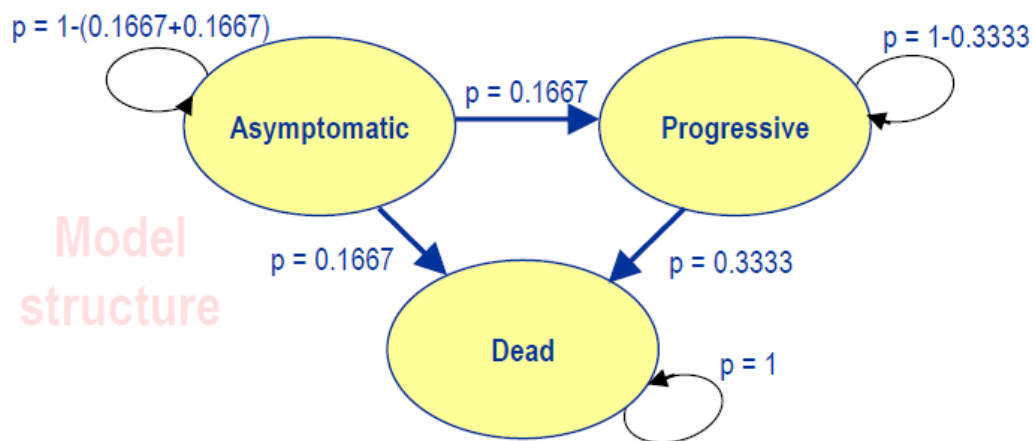 p = 1-(0.1667+0.1667)
p = 1-0.3333
p = 0.1667
Asymptomatic
Progressive
Model
structure
p = 0.1667
p = 0.3333
Dead
p = 1